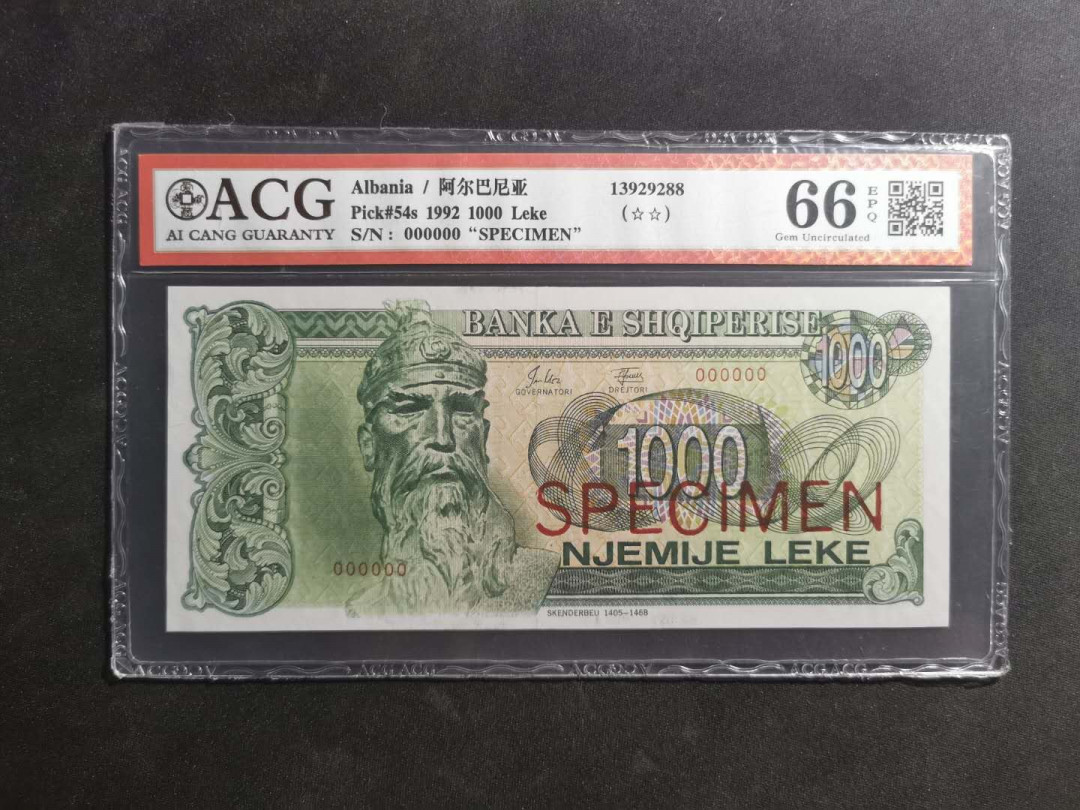 ACG
AI CANG GUARANTY
Albania / 阿尔巴尼亚
Pick#54s 1992 1000 Leke
S/N: 000000 “SPECIMEN”
13929288
(☆☆)
66
EPQ
Gem Uncirculated
BANKA E SHQIPERISE
1000
GOVERNATORI
DREJTORI
000000
1000
SPECIMEN
NJEMIJE LEKE
000000
SKENDERBEU 1405-1468